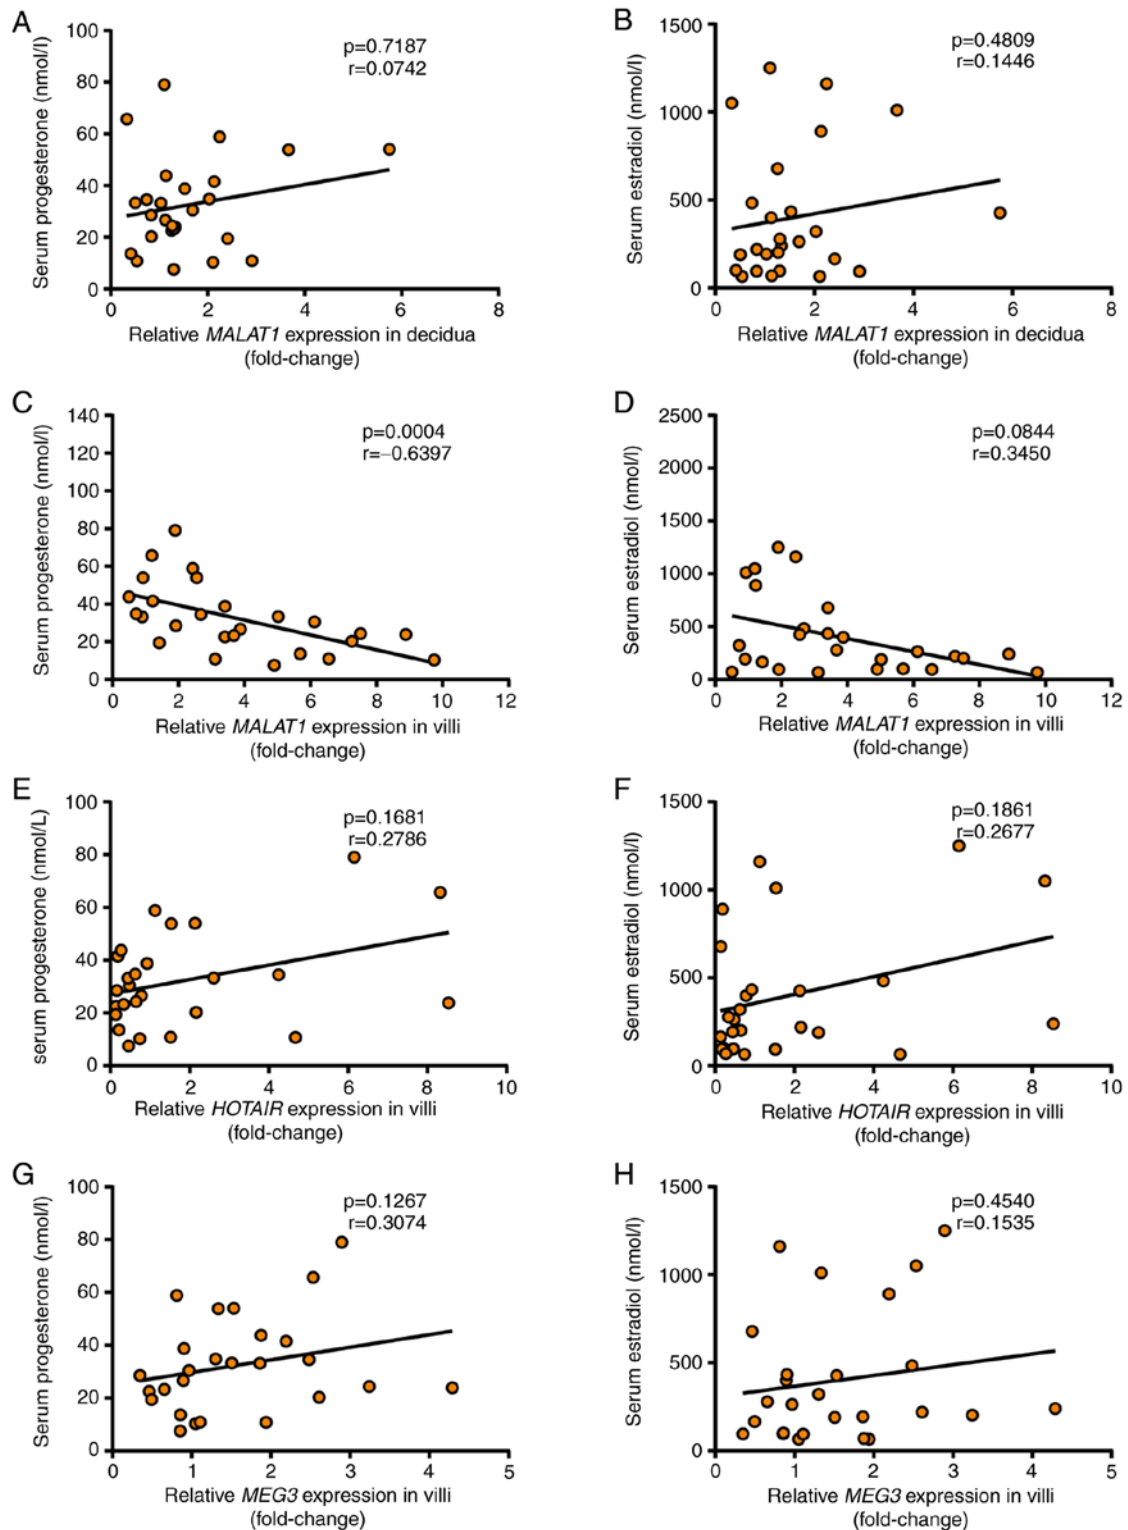 A
Serum progesterone (nmol/l)
100
80
60
40
20
0
p=0.7187
r=0.0742
0 2 4 6 8
Relative MALAT1 expression in decidua
(fold-change)
B
Serum estradiol (nmol/l)
1500
1000
500
0
p=0.4809
r=0.1446
0 2 4 6 8
Relative MALAT1 expression in decidua
(fold-change)
C
Serum progesterone (nmol/l)
140
120
100
80
60
40
20
0
p=0.0004
r=−0.6397
0 2 4 6 8 10 12
Relative MALAT1 expression in villi
(fold-change)
D
Serum estradiol (nmol/l)
2500
2000
1500
1000
500
0
p=0.0844
r=0.3450
0 2 4 6 8 10 12
Relative MALAT1 expression in villi
(fold-change)
E
serum progesterone (nmol/L)
100
80
60
40
20
0
p=0.1681
r=0.2786
0 2 4 6 8 10
Relative HOTAIR expression in villi
(fold-change)
F
Serum estradiol (nmol/l)
1500
1000
500
0
p=0.1861
r=0.2677
0 2 4 6 8 10
Relative HOTAIR expression in villi
(fold-change)
G
Serum progesterone (nmol/l)
100
80
60
40
20
0
p=0.1267
r=0.3074
0 1 2 3 4 5
Relative MEG3 expression in villi
(fold-change)
H
Serum estradiol (nmol/l)
1500
1000
500
0
p=0.4540
r=0.1535
0 1 2 3 4 5
Relative MEG3 expression in villi
(fold-change)